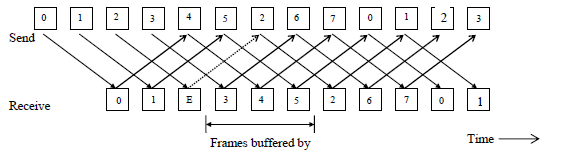 0 1 2 3 4 5 2 6 7 0 1 2 3
Send
Receive
0 1 E 3 4 5 2 6 7 0 1
Frames buffered by
Time